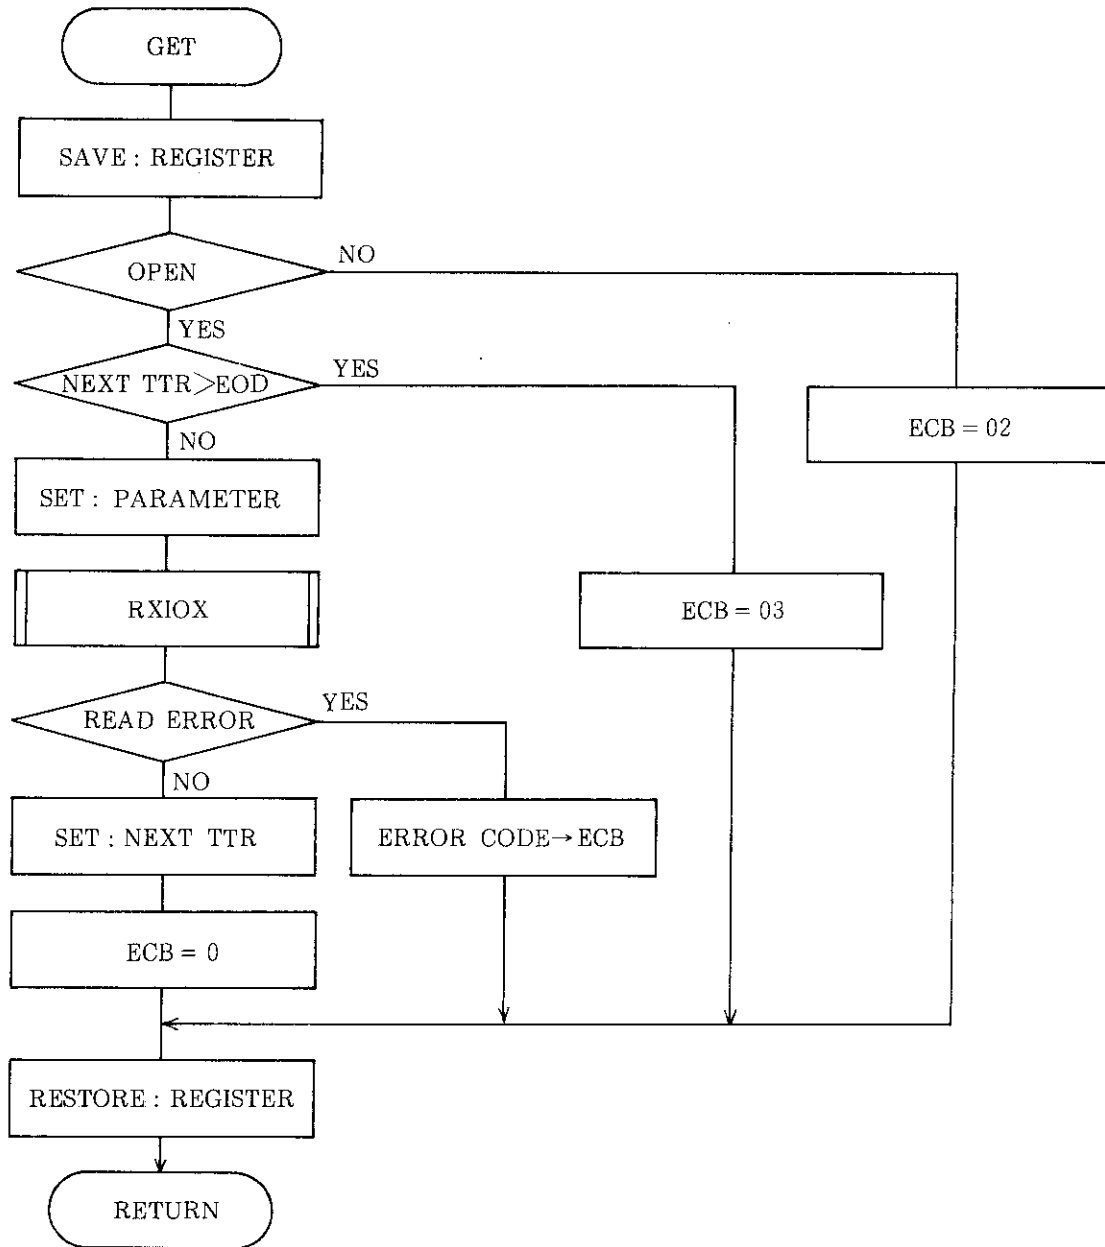 GET
SAVE : REGISTER
OPEN
NO
YES
NEXT TTR>EOD
YES
NO
ECB = 02
SET : PARAMETER
RXIOX
ECB = 03
READ ERROR
YES
NO
SET : NEXT TTR
ERROR CODE→ECB
ECB = 0
RESTORE : REGISTER
RETURN